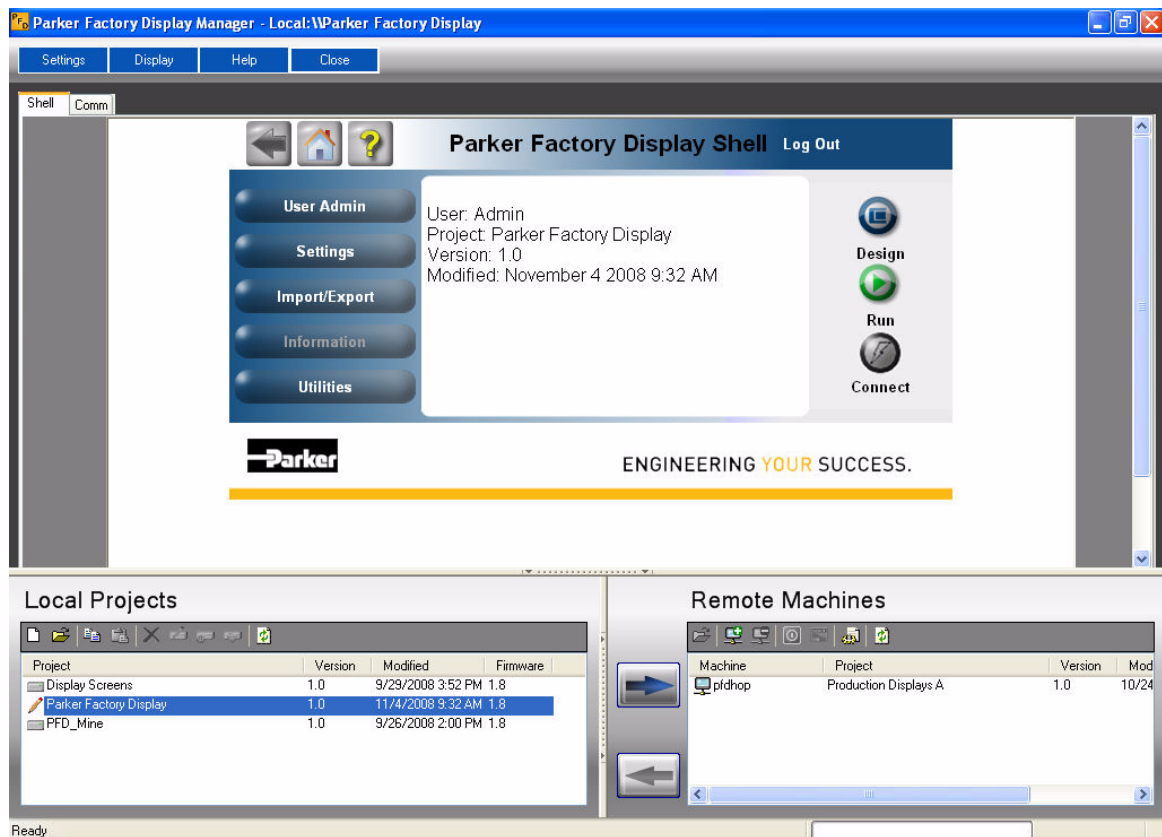 PFD Parker Factory Display Manager - Local:\\Parker Factory Display
Settings Display Help Close
Shell Comm
Parker Factory Display Shell Log Out
User Admin
Settings
Import/Export
Information
Utilities
User: Admin
Project: Parker Factory Display
Version: 1.0
Modified: November 4 2008 9:32 AM
Design
Run
Connect
Parker
ENGINEERING YOUR SUCCESS.
Local Projects
Project Version Modified Firmware
Display Screens 1.0 9/29/2008 3:52 PM 1.8
Parker Factory Display 1.0 11/4/2008 9:32 AM 1.8
PFD_Mine 1.0 9/26/2008 2:00 PM 1.8
Remote Machines
Machine Project Version Mod
pfdhop Production Displays A 1.0 10/24
Ready